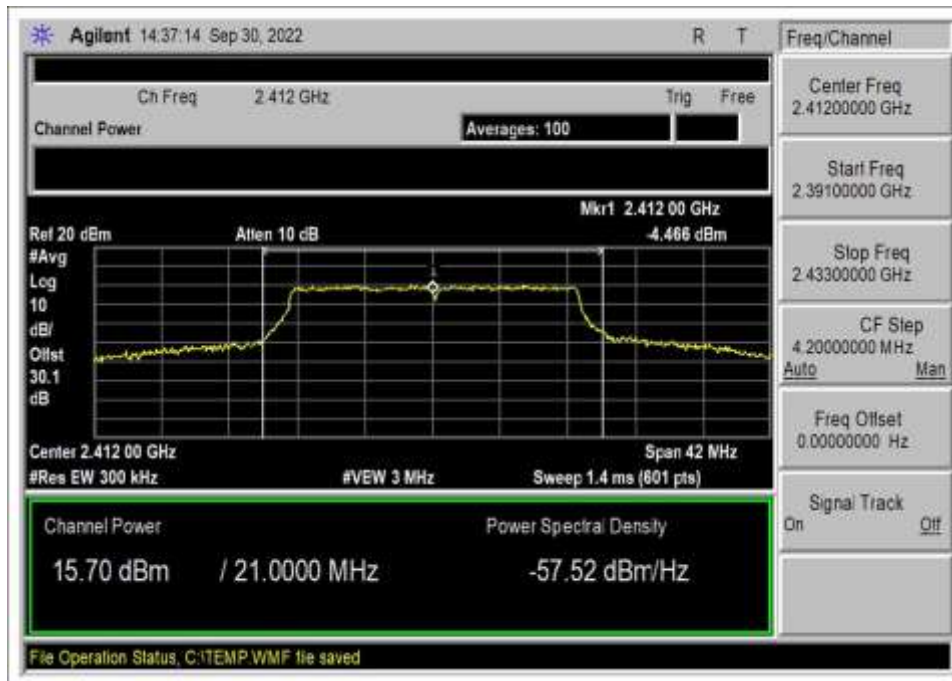 Agilent 14:37:14 Sep 30, 2022 R T
Freq/Channel
Ch Freq 2.412 GHz Trig Free
Channel Power Averages: 100
Center Freq
2.41200000 GHz
Start Freq
2.39100000 GHz
Stop Freq
2.43300000 GHz
CF Step
4.20000000 MHz
Auto Man
Freq Offset
0.00000000 Hz
Signal Track
On Off
Mkr1 2.412 00 GHz
Ref 20 dBm Atten 10 dB -4.466 dBm
#Avg
Log
10
dB/
Offst
30.1
dB
1
Center 2.412 00 GHz Span 42 MHz
#Res BW 300 kHz #VBW 3 MHz Sweep 1.4 ms (601 pts)
Channel Power Power Spectral Density
15.70 dBm / 21.0000 MHz -57.52 dBm/Hz
File Operation Status, C:\TEMP.WMF file saved